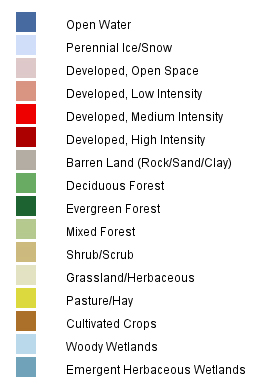 Open Water
Perennial Ice/Snow
Developed, Open Space
Developed, Low Intensity
Developed, Medium Intensity
Developed, High Intensity
Barren Land (Rock/Sand/Clay)
Deciduous Forest
Evergreen Forest
Mixed Forest
Shrub/Scrub
Grassland/Herbaceous
Pasture/Hay
Cultivated Crops
Woody Wetlands
Emergent Herbaceous Wetlands